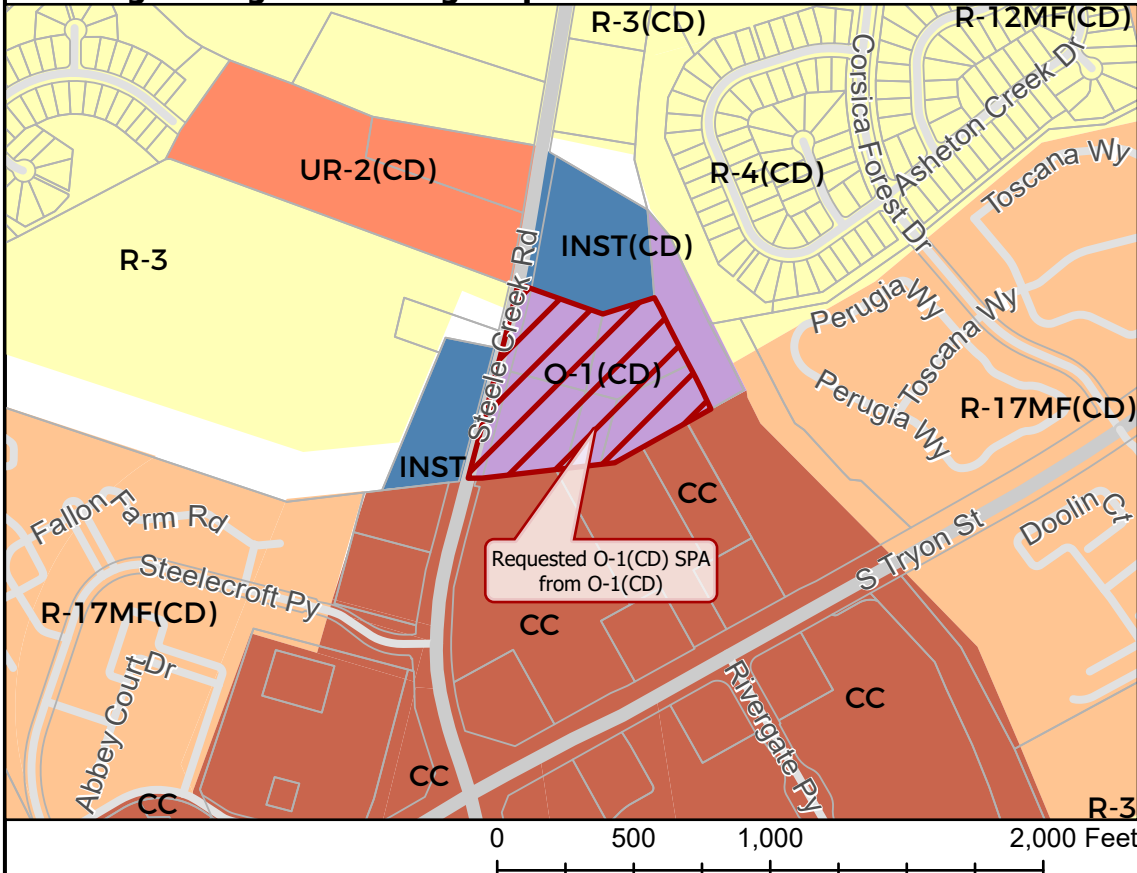 R-3(CD)
R-12MF(CD)
Corsica Forest Dr
Asheton Creek Dr
Toscana Wy
UR-2(CD)
R-4(CD)
Steele Creek Rd
INST(CD)
R-3
Perugia Wy
Toscana Wy
O-1(CD)
Perugia Wy
R-17MF(CD)
INST
CC
Fallon Farm Rd
Doolin Ct
S Tryon St
Requested O-1(CD) SPA
from O-1(CD)
Steelecroft Py
R-17MF(CD)
CC
Abbey Court Dr
Rivergate Py
CC
CC
CC
R-3
0 500 1,000 2,000 Feet